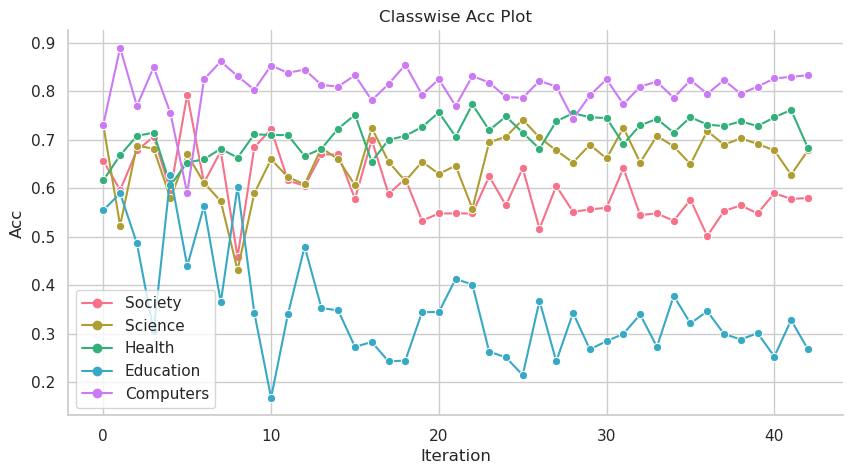 Classwise Acc Plot
0.9
0.8
0.7
0.6
0.5
0.4
0.3
0.2
Acc
Society
Science
Health
Education
Computers
0 10 20 30 40
Iteration